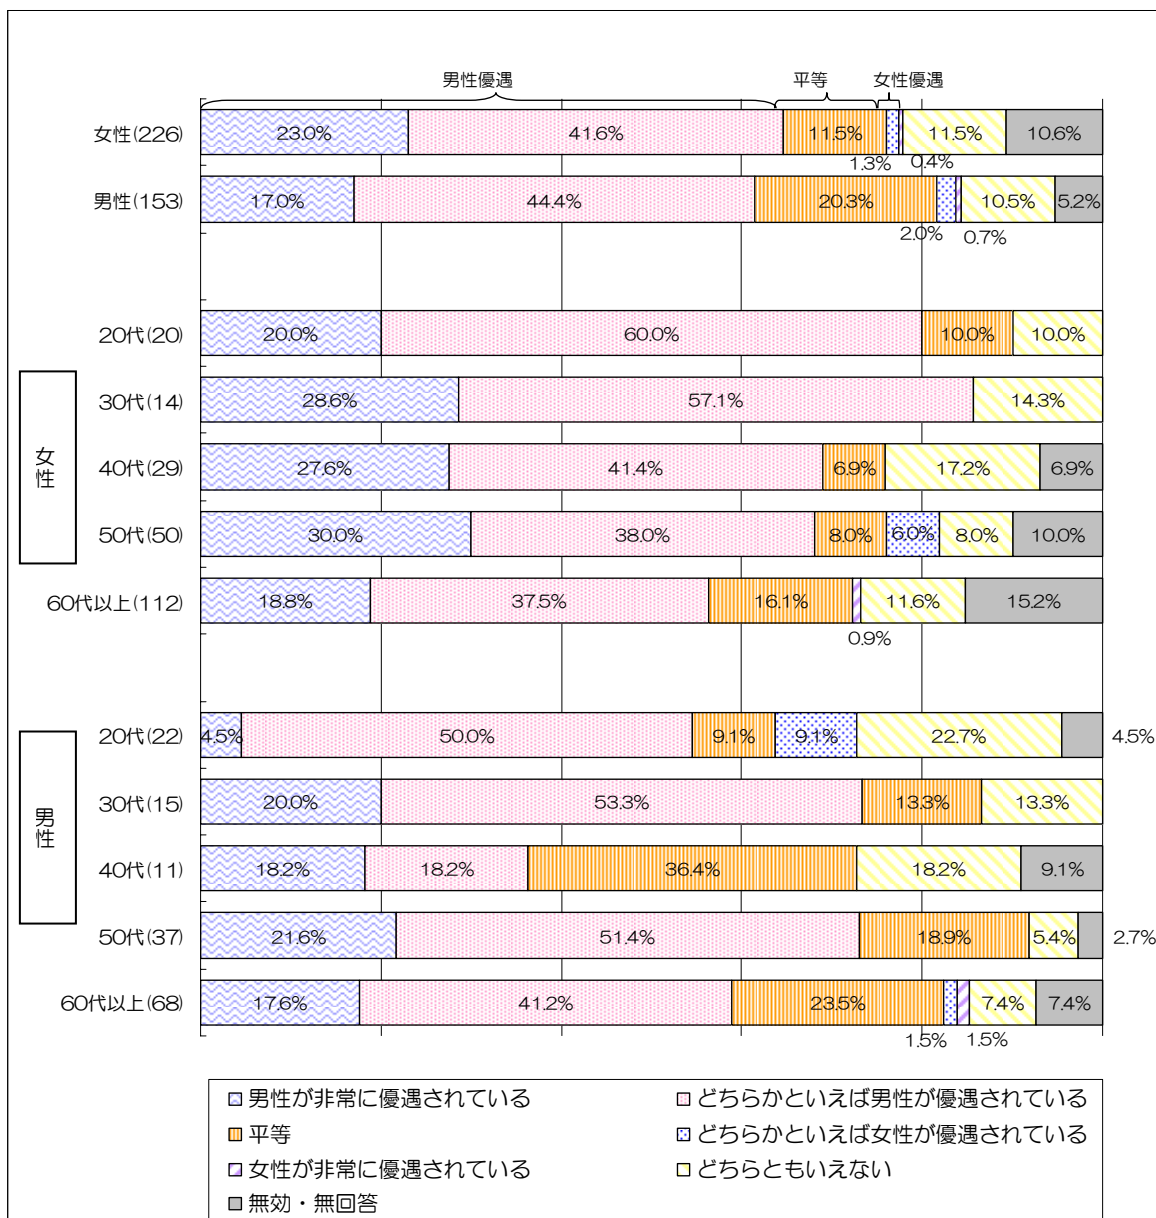 男性優遇 平等 女性優遇
女性(226) 23.0% 41.6% 11.5% 11.5% 10.6%
1.3% 0.4%
男性(153) 17.0% 44.4% 20.3% 10.5% 5.2%
2.0% 0.7%
女性
20代(20) 20.0% 60.0% 10.0% 10.0%
30代(14) 28.6% 57.1% 14.3%
40代(29) 27.6% 41.4% 6.9% 17.2% 6.9%
50代(50) 30.0% 38.0% 8.0% 6.0% 8.0% 10.0%
60代以上(112) 18.8% 37.5% 16.1% 11.6% 15.2%
0.9%
男性
20代(22) 4.5% 50.0% 9.1% 9.1% 22.7% 4.5%
30代(15) 20.0% 53.3% 13.3% 13.3%
40代(11) 18.2% 18.2% 36.4% 18.2% 9.1%
50代(37) 21.6% 51.4% 18.9% 5.4% 2.7%
60代以上(68) 17.6% 41.2% 23.5% 7.4% 7.4%
1.5% 1.5%
男性が非常に優遇されている どちらかといえば男性が優遇されている
平等 どちらかといえば女性が優遇されている
女性が非常に優遇されている どちらともいえない
無効・無回答